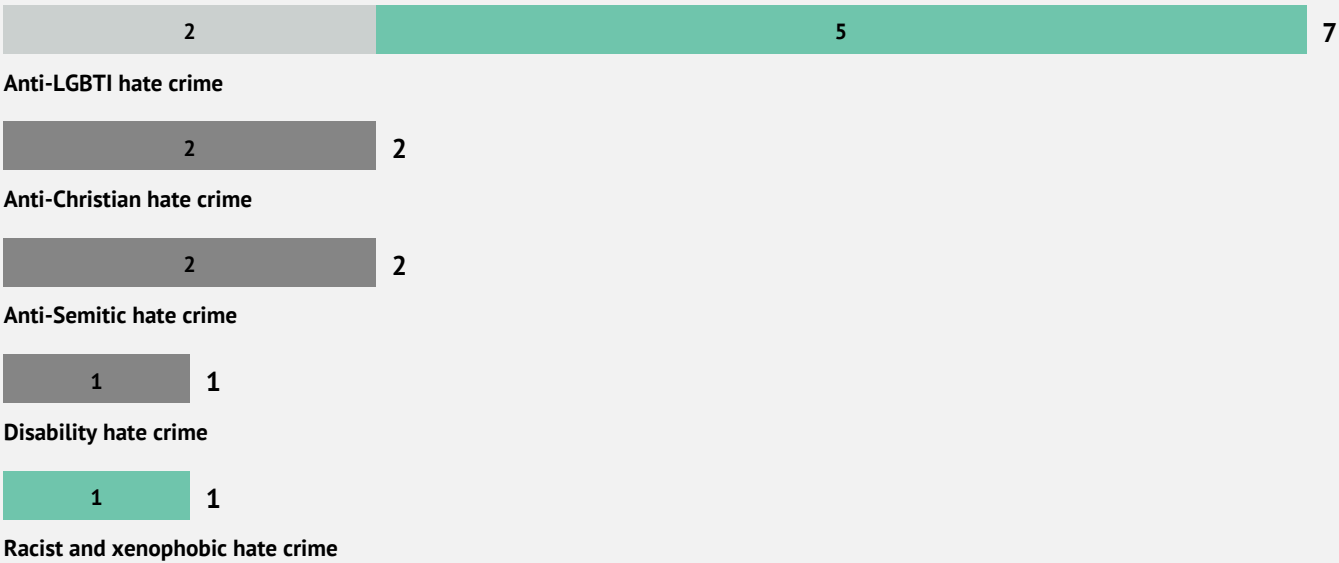 2 5 7
Anti-LGBTI hate crime
2 2
Anti-Christian hate crime
2 2
Anti-Semitic hate crime
1 1
Disability hate crime
1 1
Racist and xenophobic hate crime